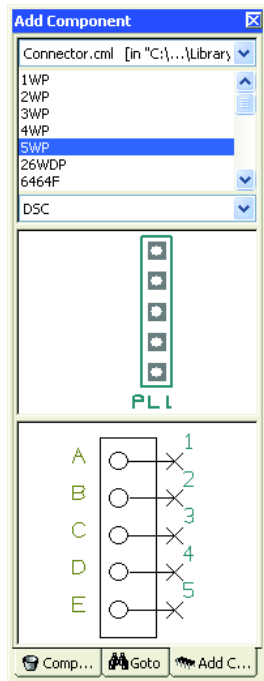 Add Component
Connector.cml [in "C:\...\Library
1WP
2WP
3WP
4WP
5WP
26WDP
6464F
DSC
PL1
A 1
B 2
C 3
D 4
E 5
Comp... Goto Add C...